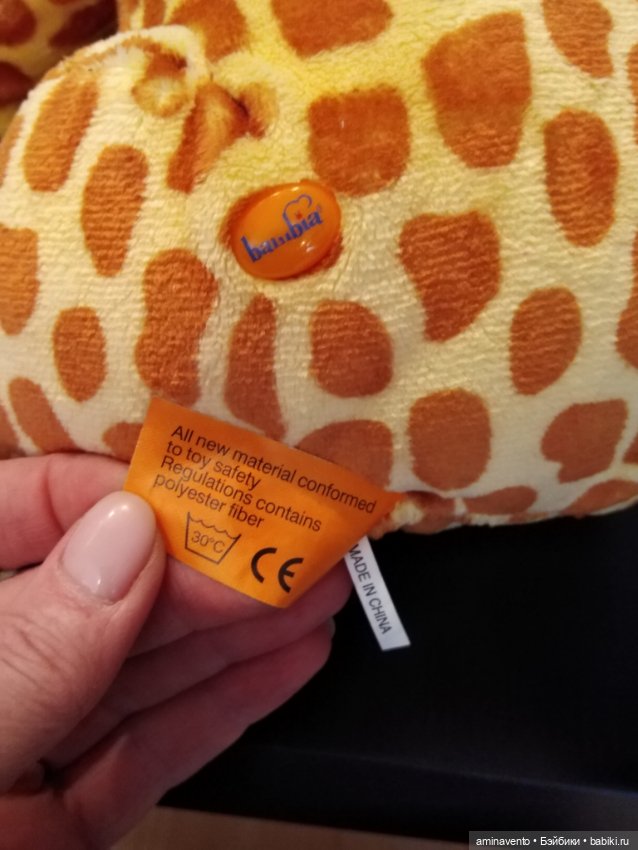 bambia
All new material conformed
to toy safety
Regulations contains
polyester fiber
30°C
CE
MADE IN CHINA
aminavento • Бэйбики • babiki.ru